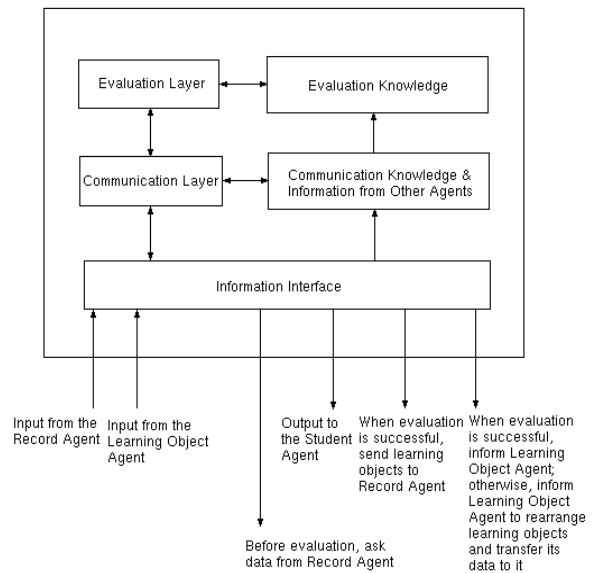 Evaluation Layer
Evaluation Knowledge
Communication Layer
Communication Knowledge &
Information from Other Agents
Information Interface
Input from the
Record Agent
Input from the
Learning Object
Agent
Output to
the Student
Agent
When evaluation
is successful,
send learning
objects to
Record Agent
When evaluation
is successful,
inform Learning
Object Agent;
otherwise, inform
Learning Object
Agent to rearrange
learning objects
and transfer its
data to it
Before evaluation, ask
data from Record Agent